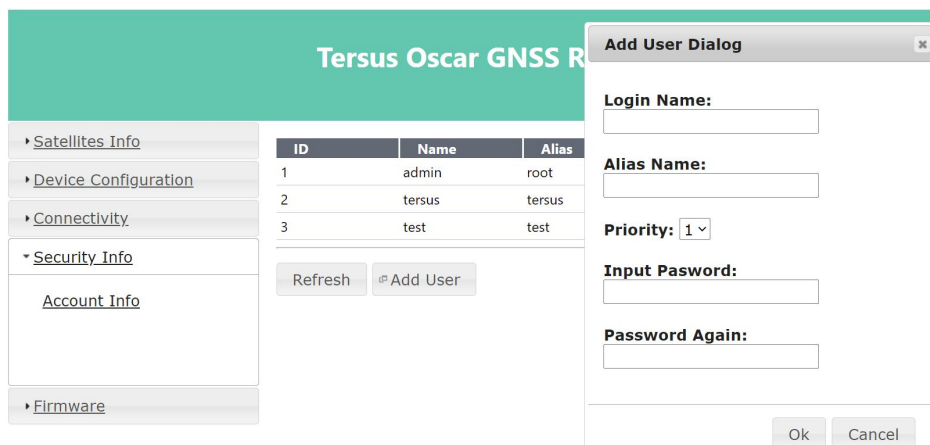 Tersus Oscar GNSS R
Satellites Info
Device Configuration
Connectivity
Security Info
Account Info
Firmware
ID Name Alias
1 admin root
2 tersus tersus
3 test test
Refresh Add User
Add User Dialog
Login Name:
Alias Name:
Priority: 1
Input Pasword:
Password Again:
Ok Cancel